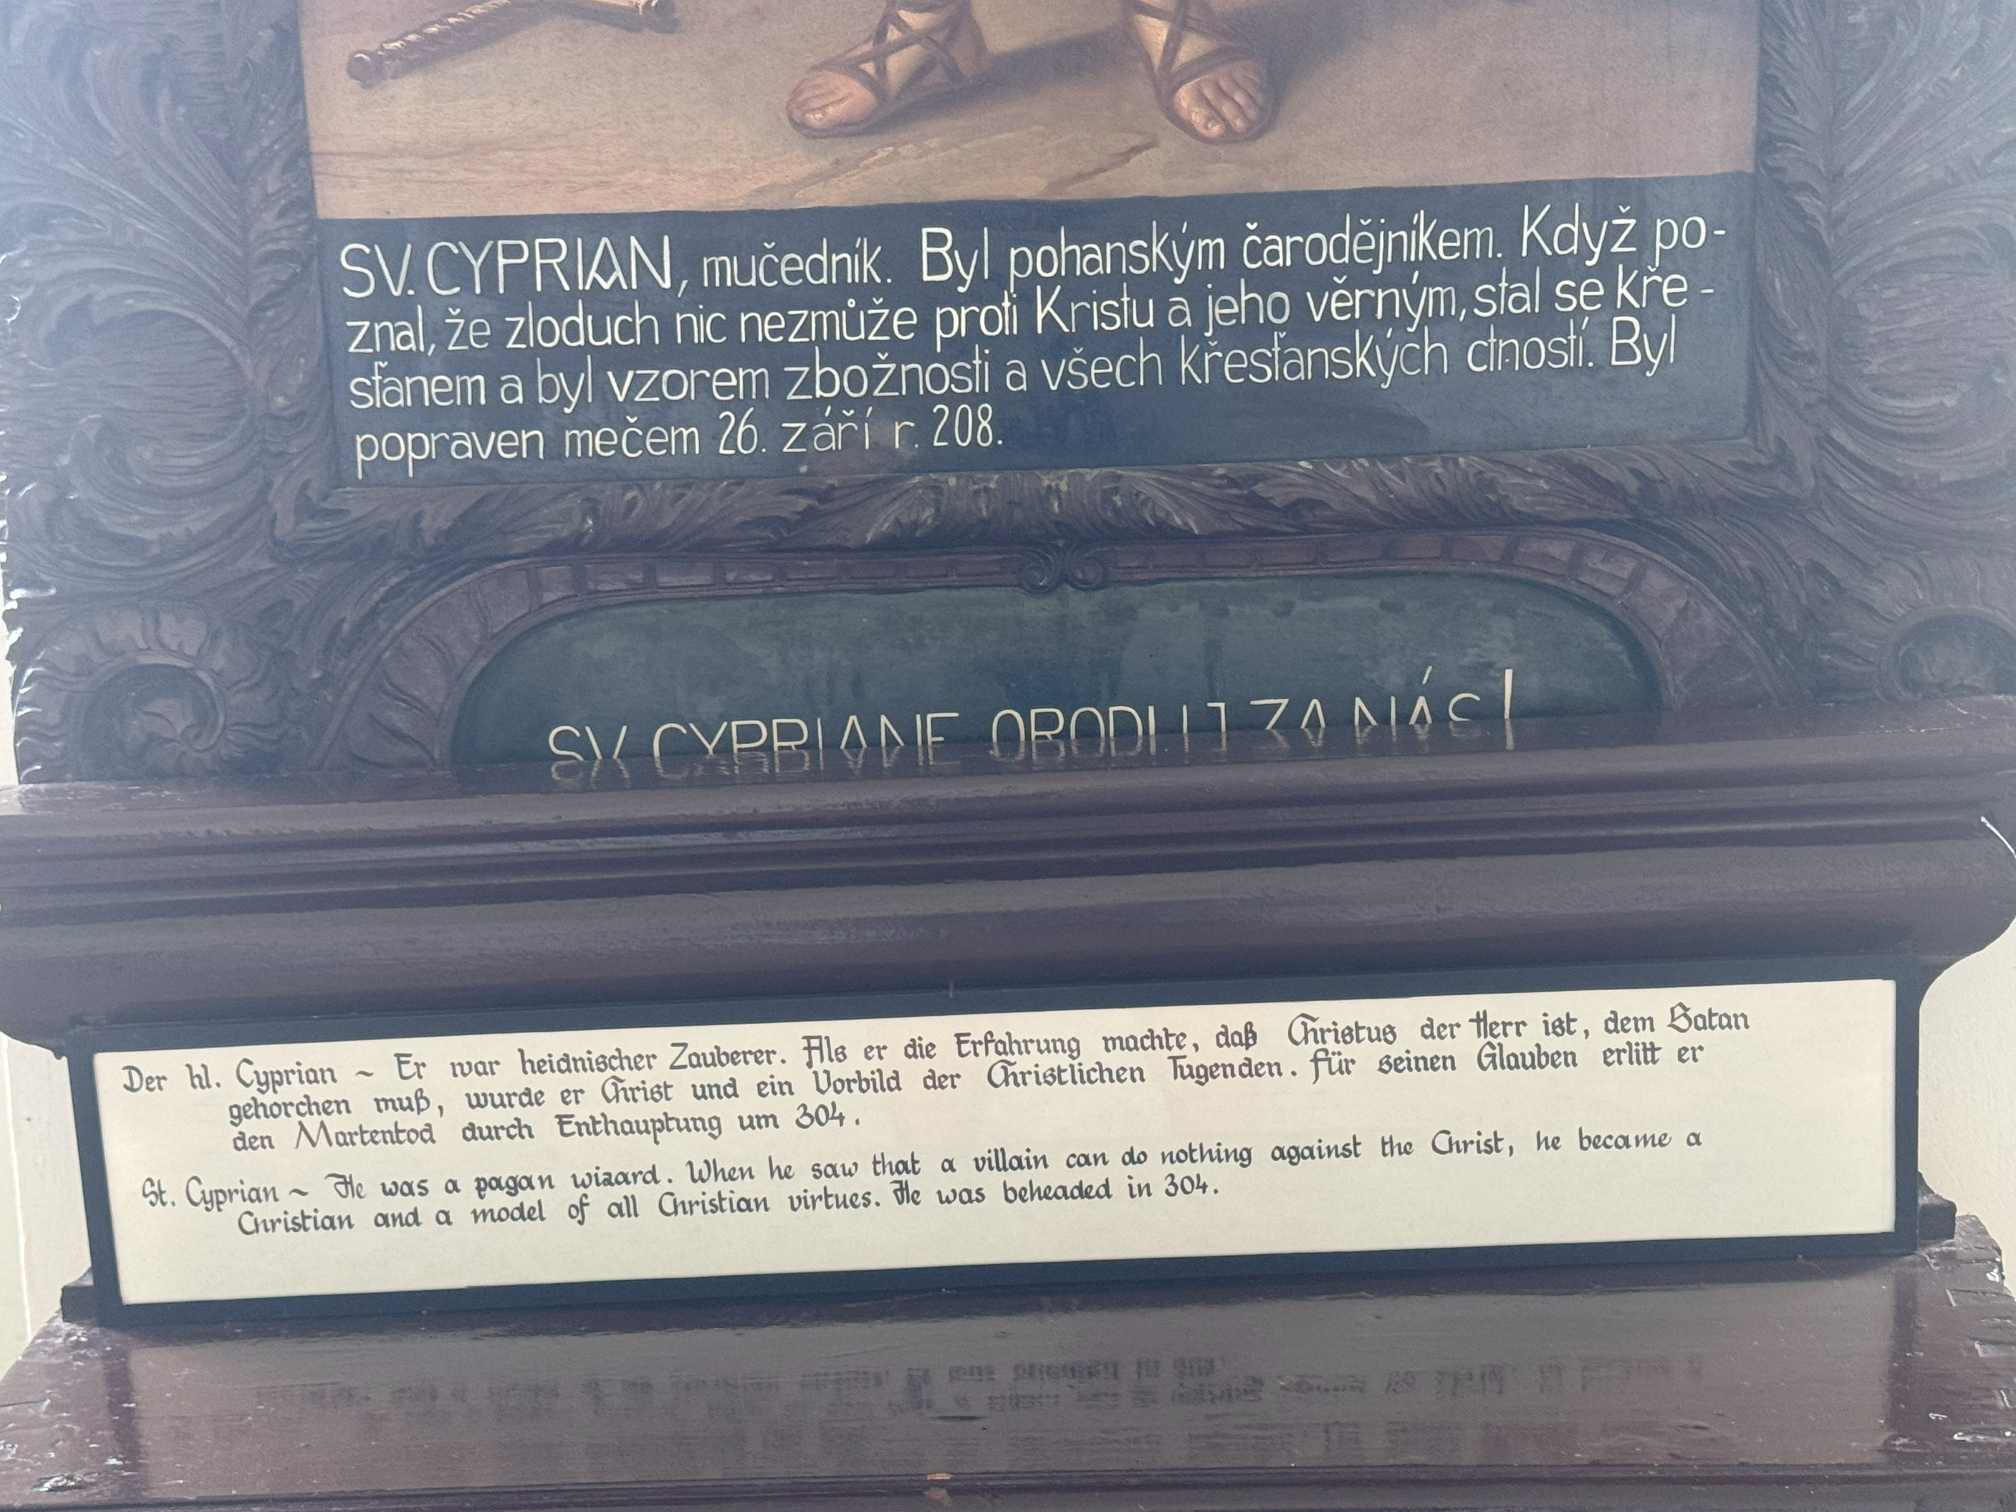 SV. CYPRIAN, mučedník. Byl pohanským čarodějníkem. Když po-
znal, že zloduch nic nezmůže proti Kristu a jeho věrným, stal se kře-
sťanem a byl vzorem zbožnosti a všech křesťanských ctností. Byl
popraven mečem 26. září r. 208.
SV. CYPRIANE ORODUJ ZA NÁS!
Der hl. Cyprian ~ Er war heidnischer Zauberer. Als er die Erfahrung machte, daß Christus der Herr ist, dem Satan
gehorchen muß, wurde er Christ und ein Vorbild der Christlichen Tugenden. Für seinen Glauben erlitt er
den Martentod durch Enthauptung um 304.
St. Cyprian ~ He was a pagan wizard. When he saw that a villain can do nothing against the Christ, he became a
Christian and a model of all Christian virtues. He was beheaded in 304.